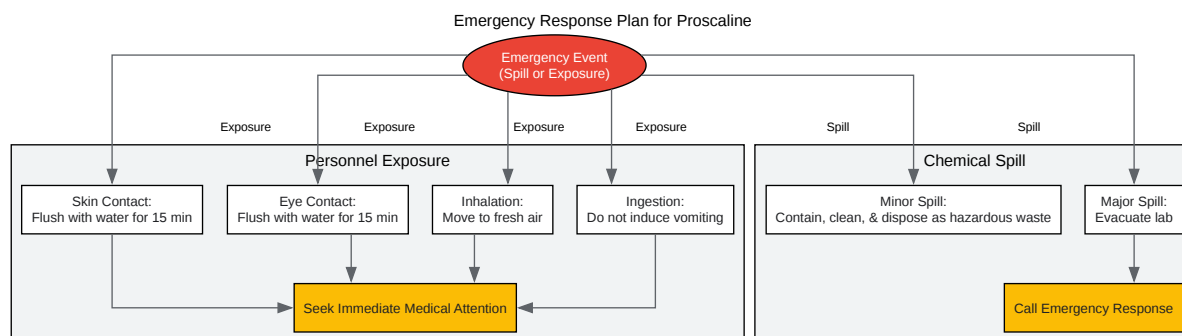 Emergency Response Plan for Proscaline
Emergency Event
(Spill or Exposure)
Exposure
Exposure
Exposure
Exposure
Spill
Spill
Personnel Exposure
Chemical Spill
Skin Contact:
Flush with water for 15 min
Eye Contact:
Flush with water for 15 min
Inhalation:
Move to fresh air
Ingestion:
Do not induce vomiting
Minor Spill:
Contain, clean, & dispose as hazardous waste
Major Spill:
Evacuate lab
Seek Immediate Medical Attention
Call Emergency Response